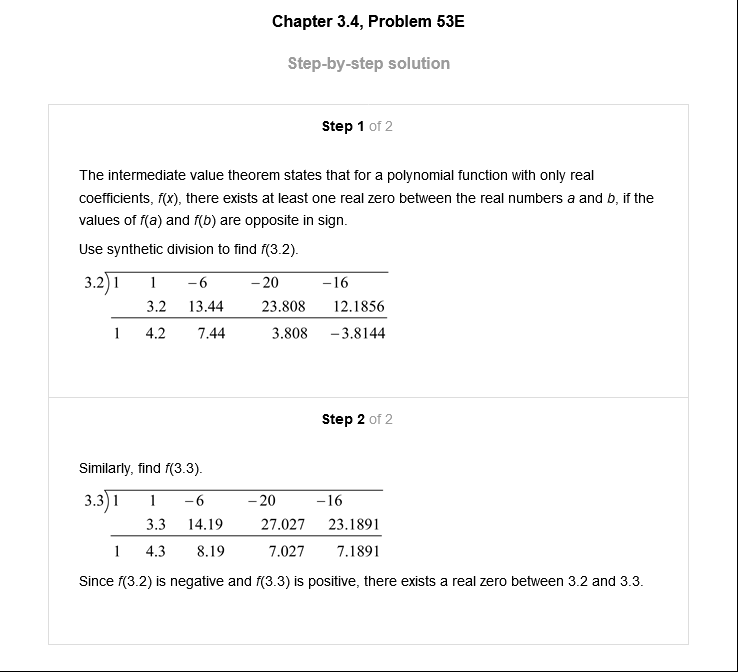 Chapter 3.4, Problem 53E
Step-by-step solution
Step 1 of 2
The intermediate value theorem states that for a polynomial function with only real
coefficients, f(x), there exists at least one real zero between the real numbers a and b, if the
values of f(a) and f(b) are opposite in sign.
Use synthetic division to find f(3.2).
3.2)1 1 −6 −20 −16
3.2 13.44 23.808 12.1856
1 4.2 7.44 3.808 −3.8144
Step 2 of 2
Similarly, find f(3.3).
3.3)1 1 −6 −20 −16
3.3 14.19 27.027 23.1891
1 4.3 8.19 7.027 7.1891
Since f(3.2) is negative and f(3.3) is positive, there exists a real zero between 3.2 and 3.3.